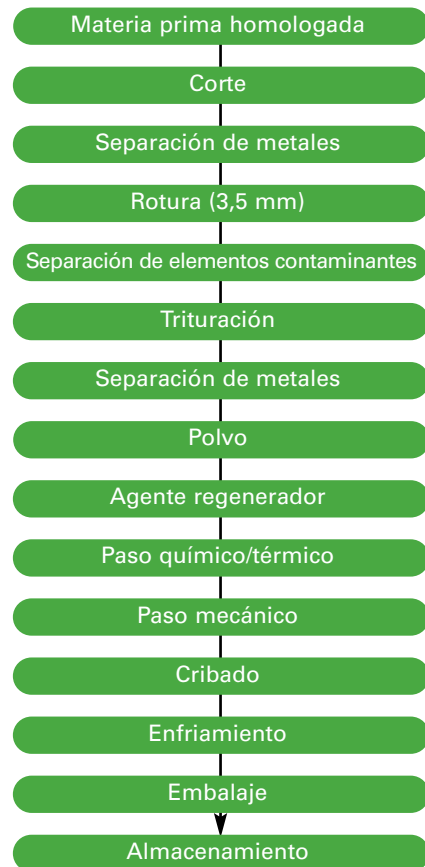 Materia prima homologada
Corte
Separación de metales
Rotura (3,5 mm)
Separación de elementos contaminantes
Trituración
Separación de metales
Polvo
Agente regenerador
Paso químico/térmico
Paso mecánico
Cribado
Enfriamiento
Embalaje
Almacenamiento